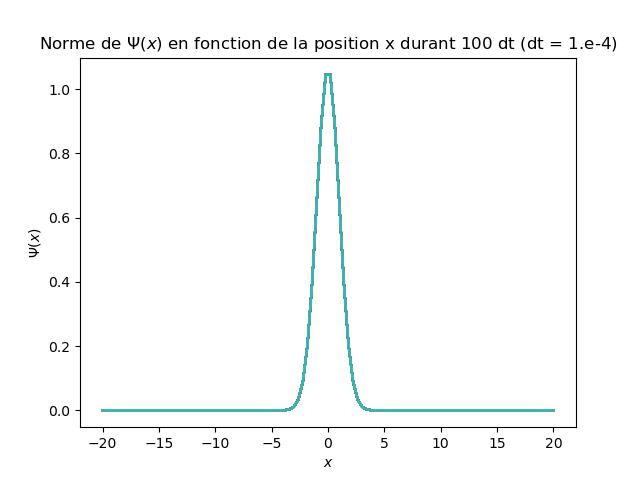 Norme de Ψ(x) en fonction de la position x durant 100 dt (dt = 1.e-4)
1.0
0.8
0.6
0.4
0.2
0.0
Ψ(x)
−20 −15 −10 −5 0 5 10 15 20
x